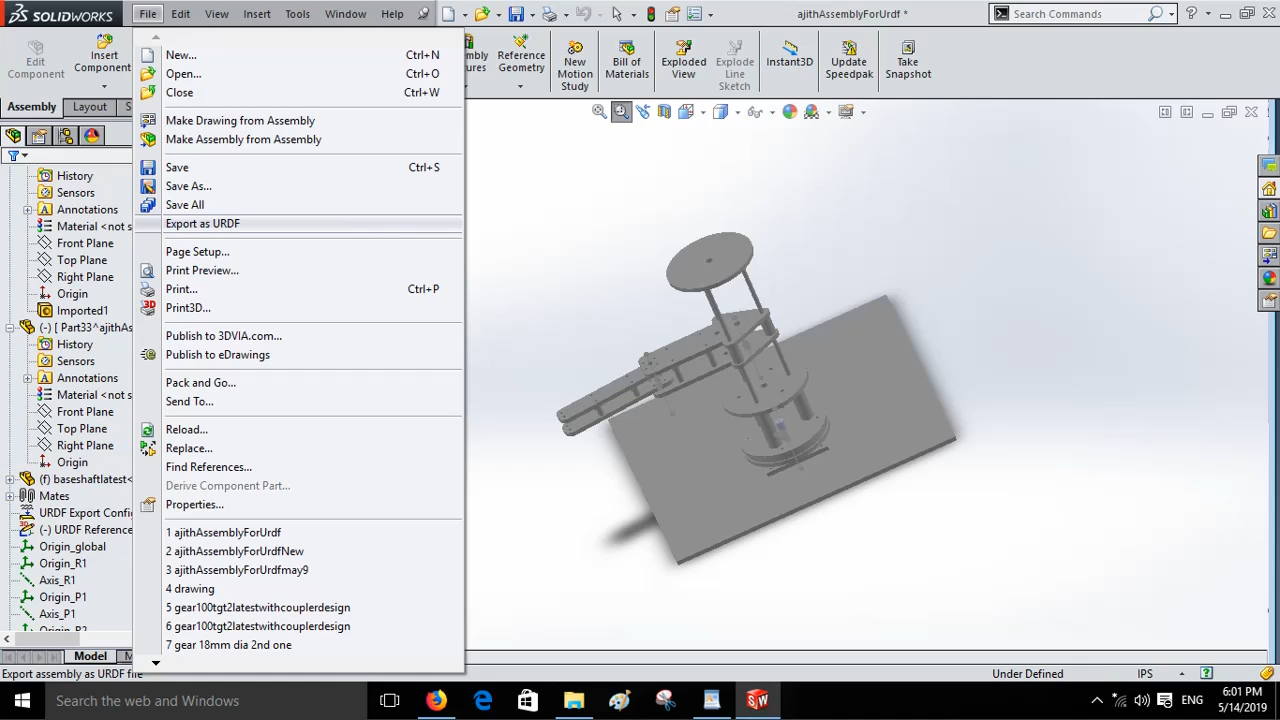 SOLIDWORKS
File Edit View Insert Tools Window Help
ajithAssemblyForUrdf *
Search Commands
Edit Component
Insert Component
Reference Geometry
New Motion Study
Bill of Materials
Exploded View
Explode Line Sketch
Instant3D
Update Speedpak
Take Snapshot
Assembly Layout S
New... Ctrl+N
Open... Ctrl+O
Close Ctrl+W
Make Drawing from Assembly
Make Assembly from Assembly
Save Ctrl+S
Save As...
Save All
Export as URDF
Page Setup...
Print Preview...
Print... Ctrl+P
Print3D...
Publish to 3DVIA.com...
Publish to eDrawings
Pack and Go...
Send To...
Reload...
Replace...
Find References...
Derive Component Part...
Properties...
1 ajithAssemblyForUrdf
2 ajithAssemblyForUrdfNew
3 ajithAssemblyForUrdfmay9
4 drawing
5 gear100tgt2latestwithcouplerdesign
6 gear100tgt2latestwithcouplerdesign
7 gear 18mm dia 2nd one
History
Sensors
Annotations
Material <not s
Front Plane
Top Plane
Right Plane
Origin
Imported1
(-) [ Part33^ajithAs
History
Sensors
Annotations
Material <not s
Front Plane
Top Plane
Right Plane
Origin
(f) baseshaftlatest<
Mates
URDF Export Confi
(-) URDF Reference
Origin_global
Origin_R1
Axis_R1
Origin_P1
Axis_P1
Model
Export assembly as URDF file
Under Defined
IPS
Search the web and Windows
ENG
6:01 PM
5/14/2019